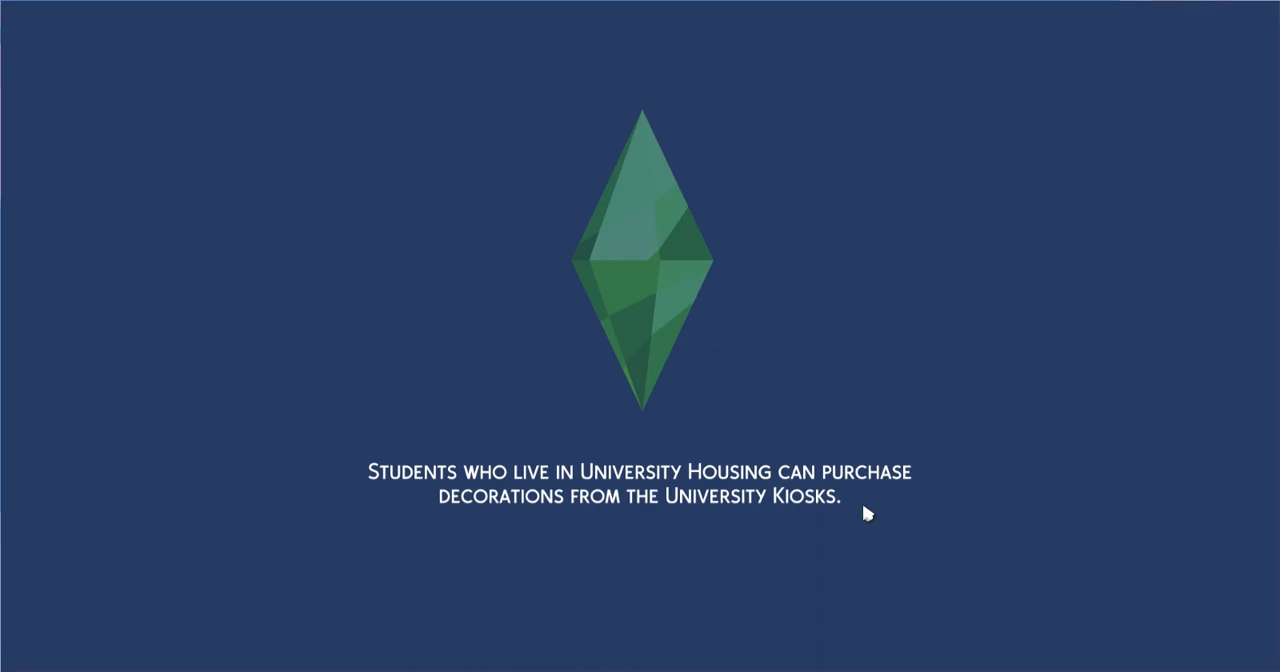 Students who live in University Housing can purchase
decorations from the University Kiosks.